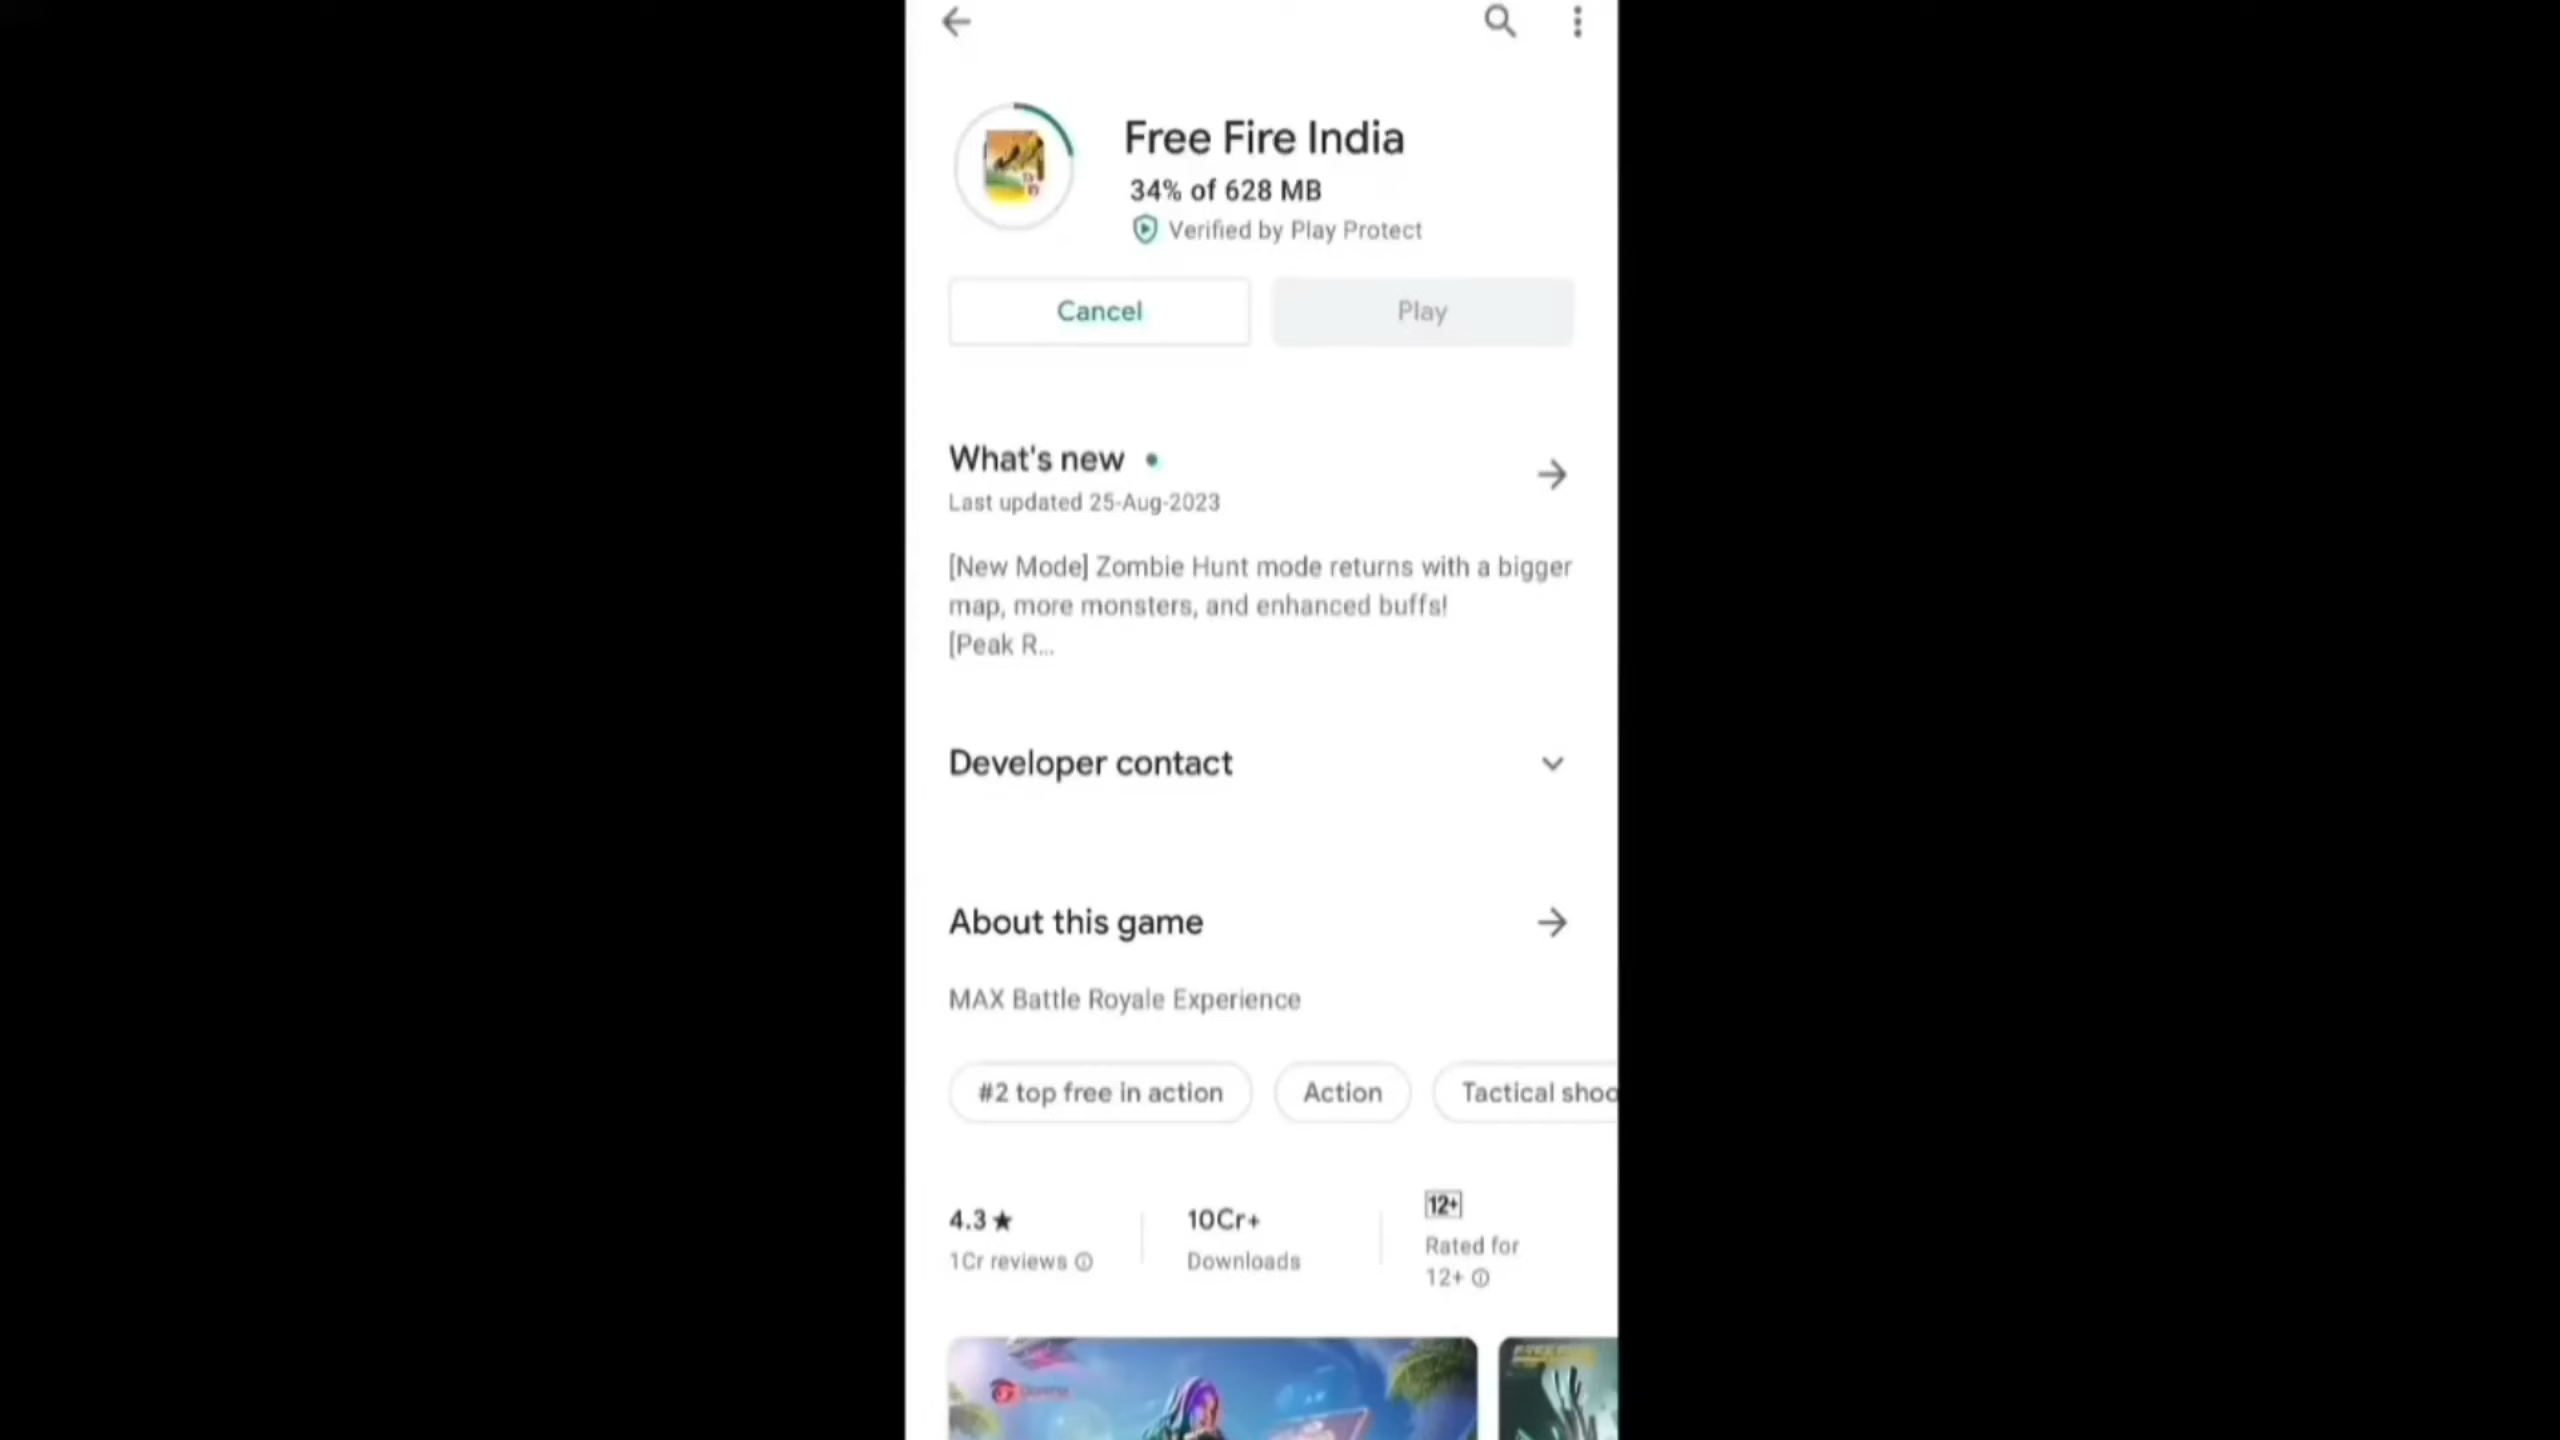 Free Fire India
34% of 628 MB
Verified by Play Protect
Cancel
Play
What's new •
Last updated 25-Aug-2023
[New Mode] Zombie Hunt mode returns with a bigger
map, more monsters, and enhanced buffs!
[Peak R...
Developer contact
About this game
MAX Battle Royale Experience
#2 top free in action
Action
Tactical shoo
4.3★
1Cr reviews
10Cr+
Downloads
12+
Rated for
12+
Garena